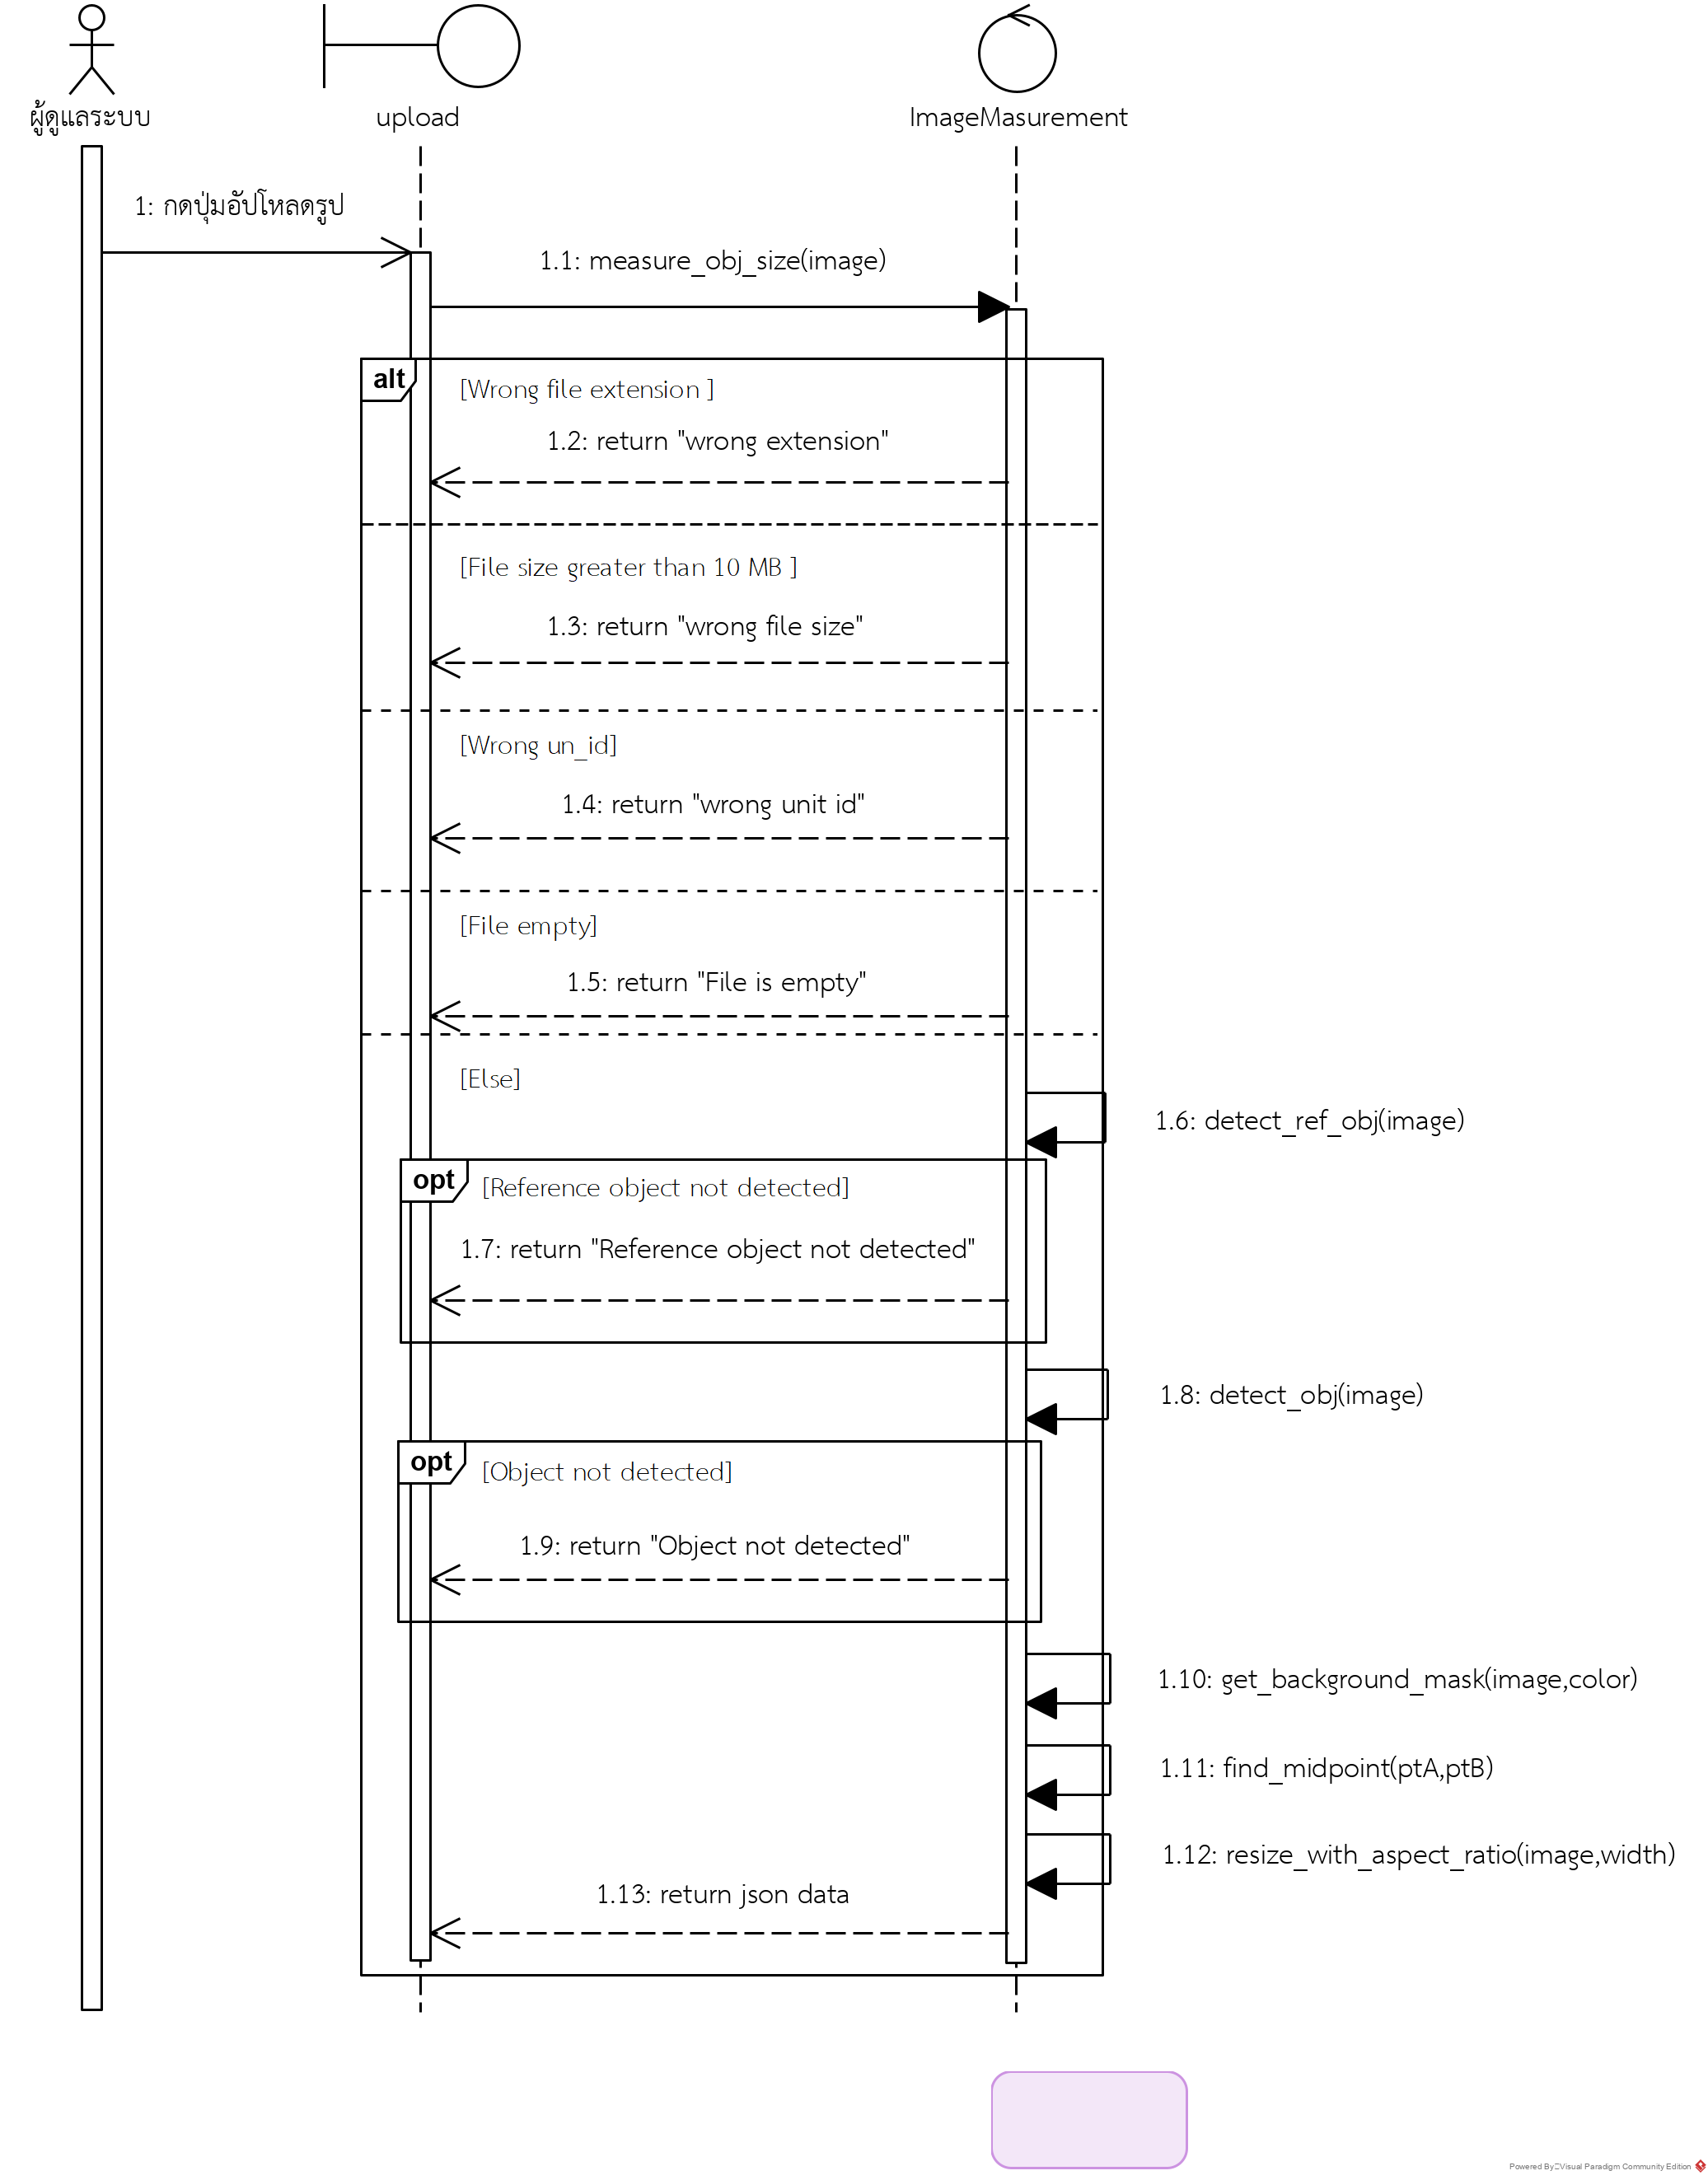 ผู้ดูแลระบบ
upload
ImageMasurement
1: กดปุ่มอัปโหลดรูป
1.1: measure_obj_size(image)
alt
[Wrong file extension ]
1.2: return "wrong extension"
[File size greater than 10 MB ]
1.3: return "wrong file size"
[Wrong un_id]
1.4: return "wrong unit id"
[File empty]
1.5: return "File is empty"
[Else]
1.6: detect_ref_obj(image)
opt
[Reference object not detected]
1.7: return "Reference object not detected"
1.8: detect_obj(image)
opt
[Object not detected]
1.9: return "Object not detected"
1.10: get_background_mask(image,color)
1.11: find_midpoint(ptA,ptB)
1.12: resize_with_aspect_ratio(image,width)
1.13: return json data
Powered By Visual Paradigm Community Edition